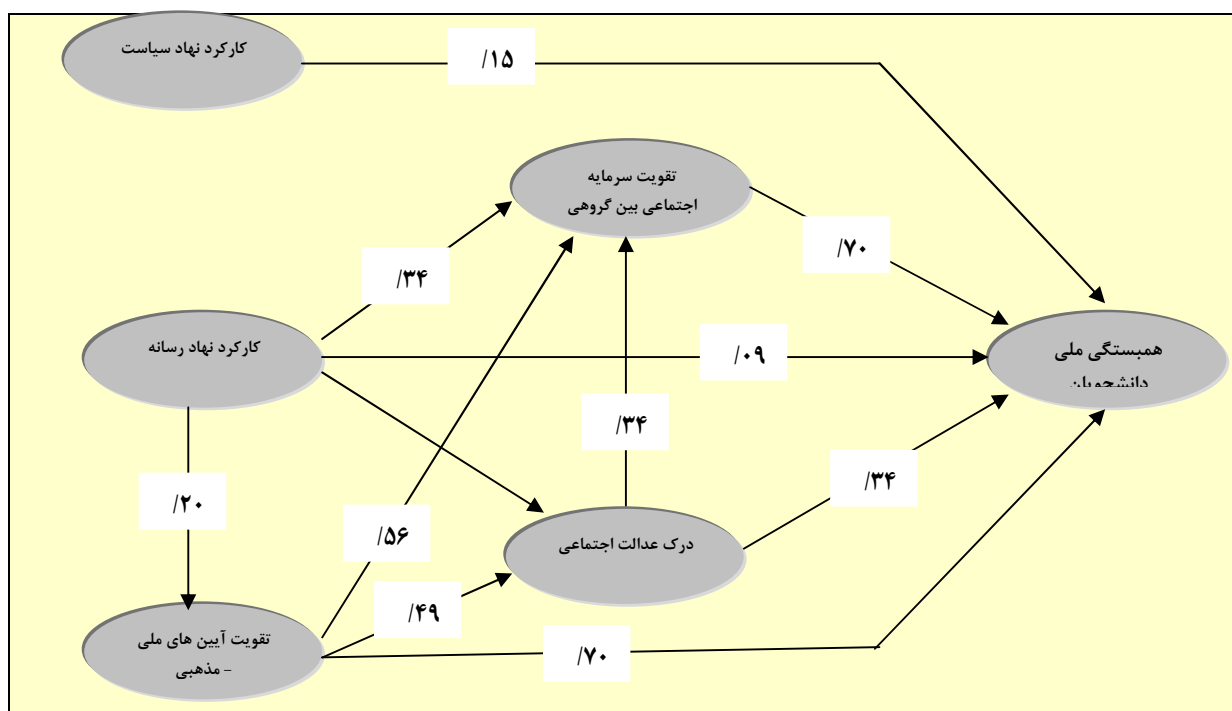 کارکرد نهاد سیاست
/۱۵
تقویت سرمایه
اجتماعی بین گروهی
/۷۰
/۳۴
کارکرد نهاد رسانه
/۰۹
همبستگی ملی
دانشجویان
/۳۴
/۳۴
/۲۰
/۵۶
درک عدالت اجتماعی
/۴۹
تقویت آیین های ملی
- مذهبی
/۷۰